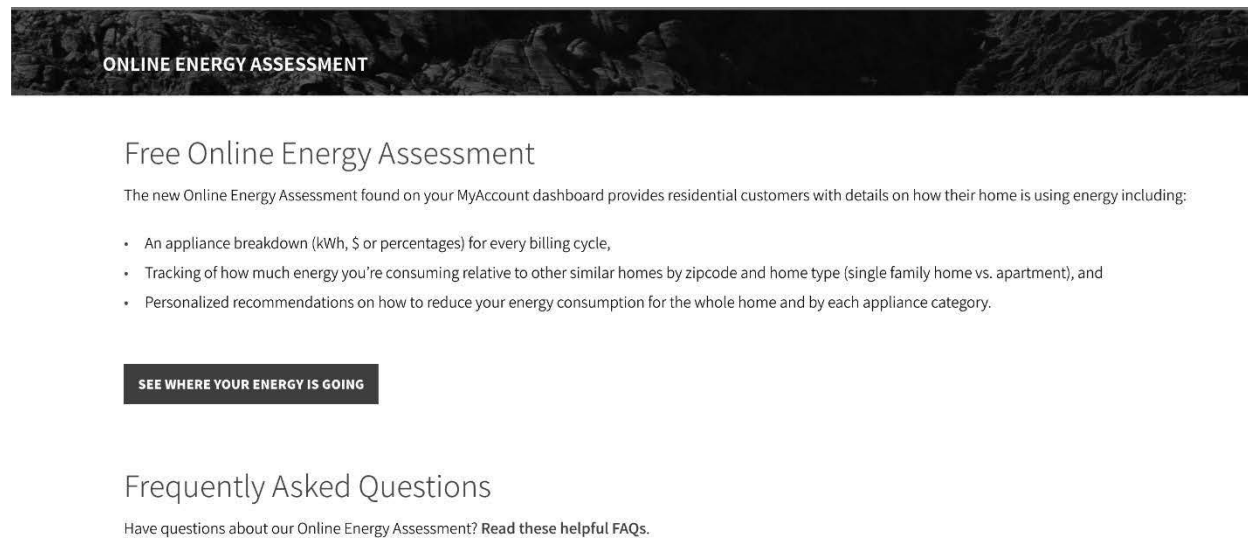 ONLINE ENERGY ASSESSMENT
Free Online Energy Assessment
The new Online Energy Assessment found on your MyAccount dashboard provides residential customers with details on how their home is using energy including:
• An appliance breakdown (kWh, $ or percentages) for every billing cycle,
• Tracking of how much energy you’re consuming relative to other similar homes by zipcode and home type (single family home vs. apartment), and
• Personalized recommendations on how to reduce your energy consumption for the whole home and by each appliance category.
SEE WHERE YOUR ENERGY IS GOING
Frequently Asked Questions
Have questions about our Online Energy Assessment? Read these helpful FAQs.